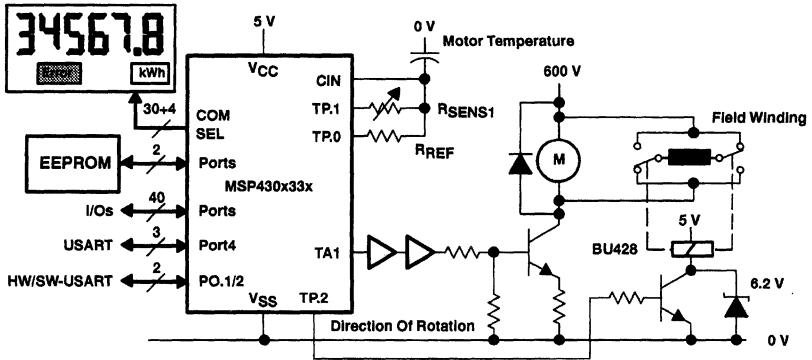 34567.8
Error
kWh
30+4
5 V
VCC
0 V
Motor Temperature
CIN
TP.1
RSENS1
TP.0
RREF
COM
SEL
EEPROM
2
Ports
MSP430x33x
I/Os
40
Ports
USART
3
Port4
HW/SW-USART
2
PO.1/2
TA1
VSS
TP.2
Direction Of Rotation
600 V
M
Field Winding
5 V
BU428
6.2 V
0 V